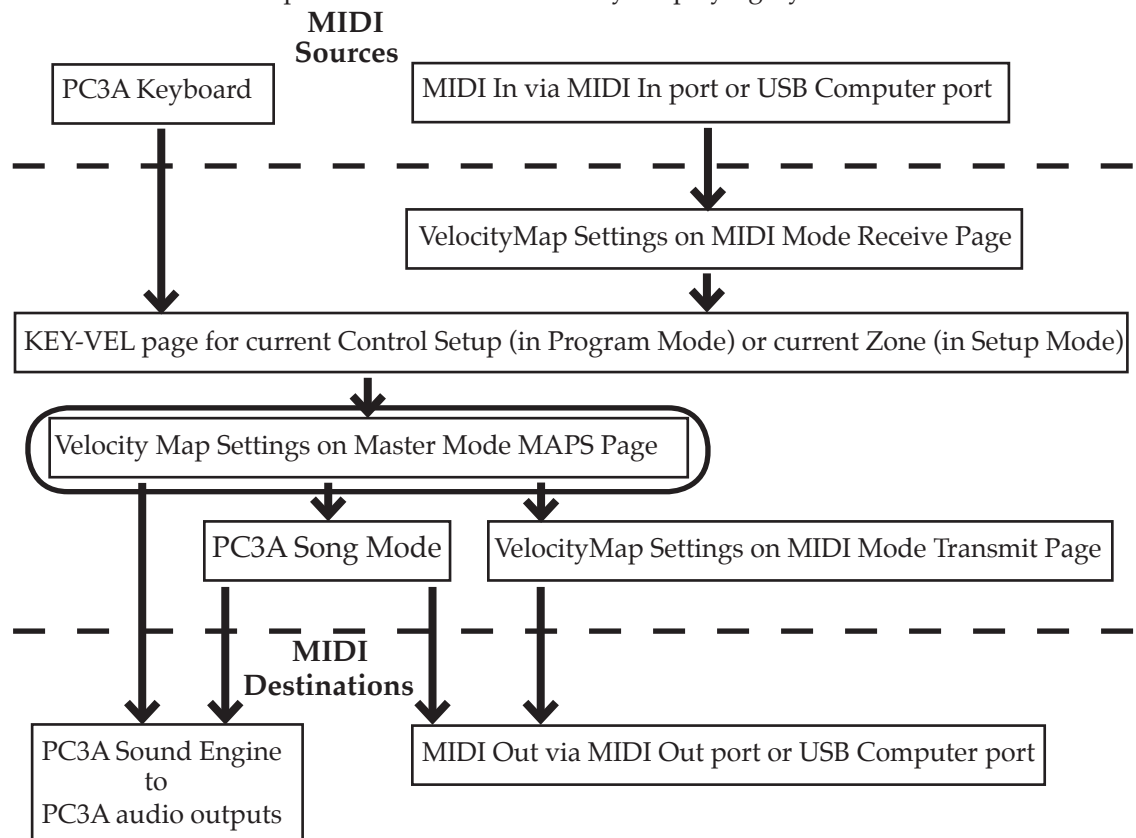 MIDI
Sources
PC3A Keyboard
MIDI In via MIDI In port or USB Computer port
VelocityMap Settings on MIDI Mode Receive Page
KEY-VEL page for current Control Setup (in Program Mode) or current Zone (in Setup Mode)
Velocity Map Settings on Master Mode MAPS Page
PC3A Song Mode
VelocityMap Settings on MIDI Mode Transmit Page
MIDI
Destinations
PC3A Sound Engine
to
PC3A audio outputs
MIDI Out via MIDI Out port or USB Computer port